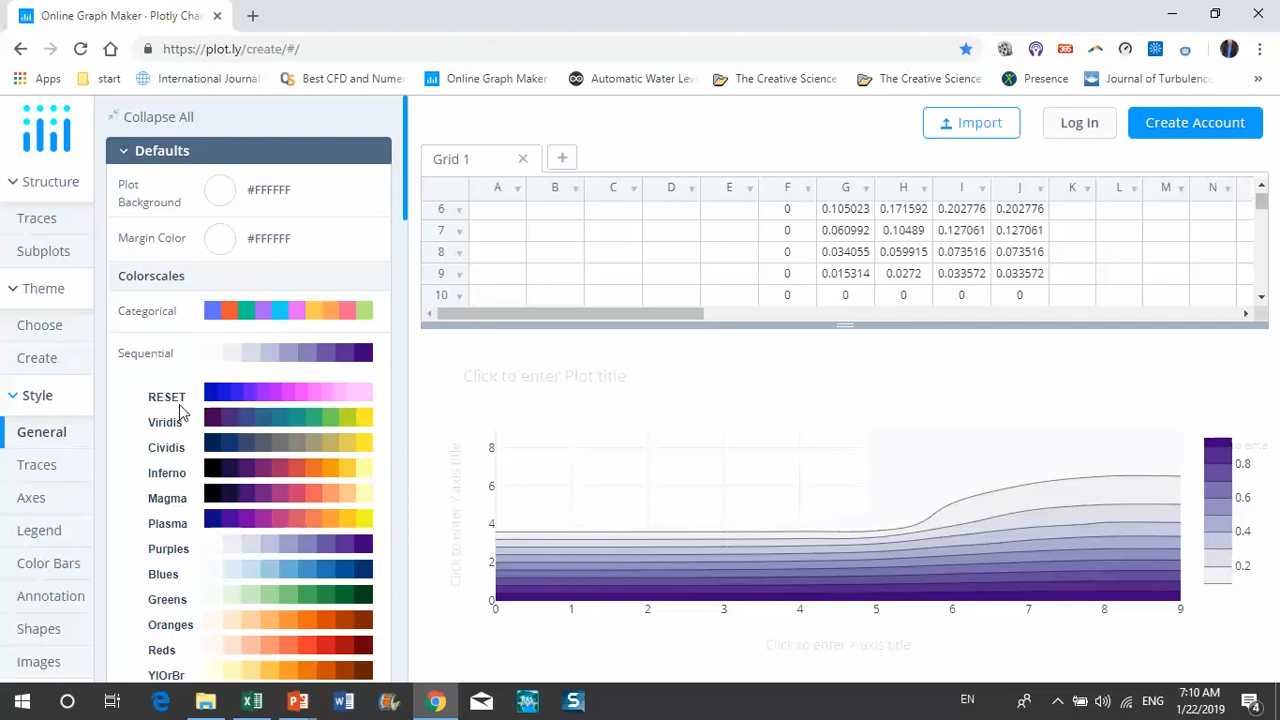 Online Graph Maker · Plotly Cha
https://plot.ly/create/#/
Apps start International Journal Best CFD and Numer Online Graph Maker Automatic Water Leve The Creative Science The Creative Science Presence Journal of Turbulence
Collapse All
Import Log In Create Account
Defaults
Grid 1
Structure
Plot Background #FFFFFF
A B C D E F G H I J K L M N
6 0 0.105023 0.171592 0.202776 0.202776
Traces
7 0 0.060992 0.10489 0.127061 0.127061
Margin Color #FFFFFF
Subplots
8 0 0.034055 0.059915 0.073516 0.073516
9 0 0.015314 0.0272 0.033572 0.033572
10 0 0 0 0 0
Colorscales
Theme
Categorical
Choose
Sequential
Create
Click to enter Plot title
RESET
Style
Viridis
General
Cividis
Traces
Inferno
Axes
Magma
Legend
Plasma
Color Bars
Purples
Annotation
Blues
Shapes
Greens
Images
Oranges
Reds
YlOrBr
Click to enter Y axis title
8
6
4
2
0
0 1 2 3 4 5 6 7 8 9
Click to enter X axis title
0.8
0.6
0.4
0.2
EN ENG 7:10 AM
1/22/2019
4